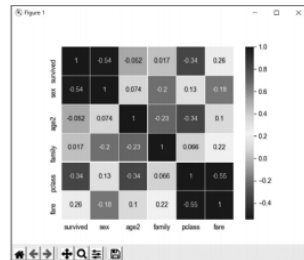 Figure 1
survived 1 -0.54 -0.052 0.017 -0.34 0.26
sex -0.54 1 0.074 -0.2 0.13 -0.18
age2 -0.052 0.074 1 -0.23 -0.34 0.1
family 0.017 -0.2 -0.23 1 0.066 0.22
pclass -0.34 0.13 -0.34 0.066 1 -0.55
fare 0.26 -0.18 0.1 0.22 -0.55 1
survived sex age2 family pclass fare
1.0
0.8
0.6
0.4
0.2
0.0
-0.2
-0.4